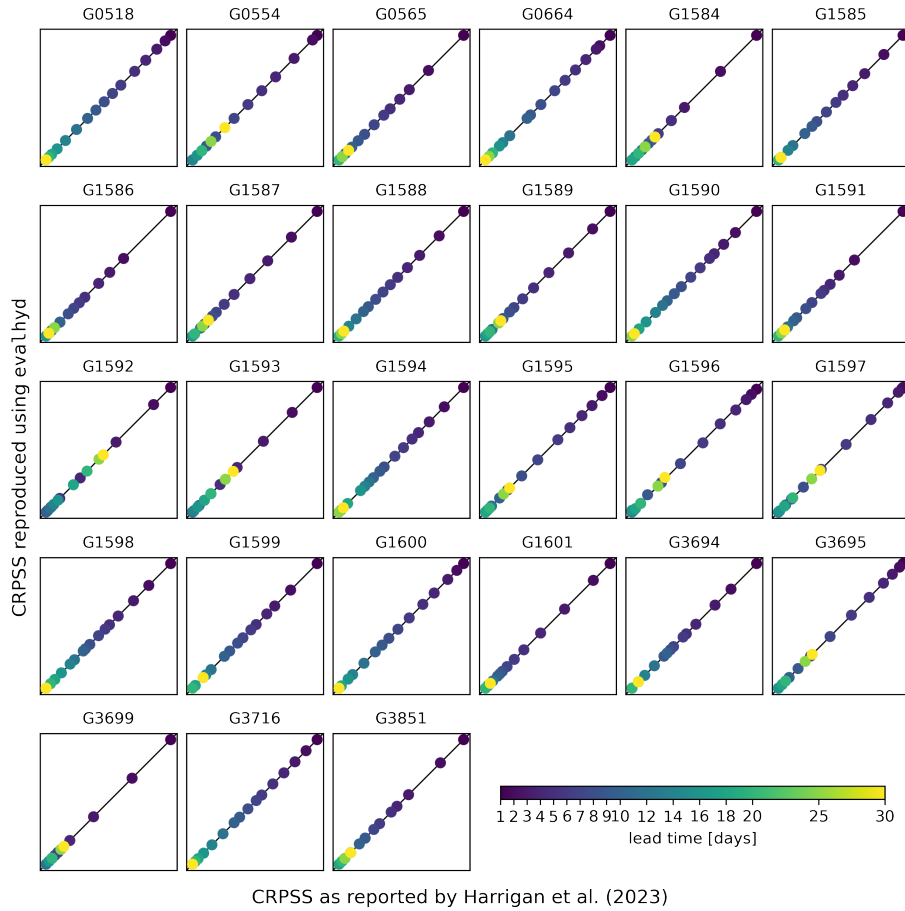 G0518 G0554 G0565 G0664 G1584 G1585
G1586 G1587 G1588 G1589 G1590 G1591
G1592 G1593 G1594 G1595 G1596 G1597
G1598 G1599 G1600 G1601 G3694 G3695
G3699 G3716 G3851
CRPSS reproduced using evalhyd
1 2 3 4 5 6 7 8 9 10 12 14 16 18 20 25 30
lead time [days]
CRPSS as reported by Harrigan et al. (2023)